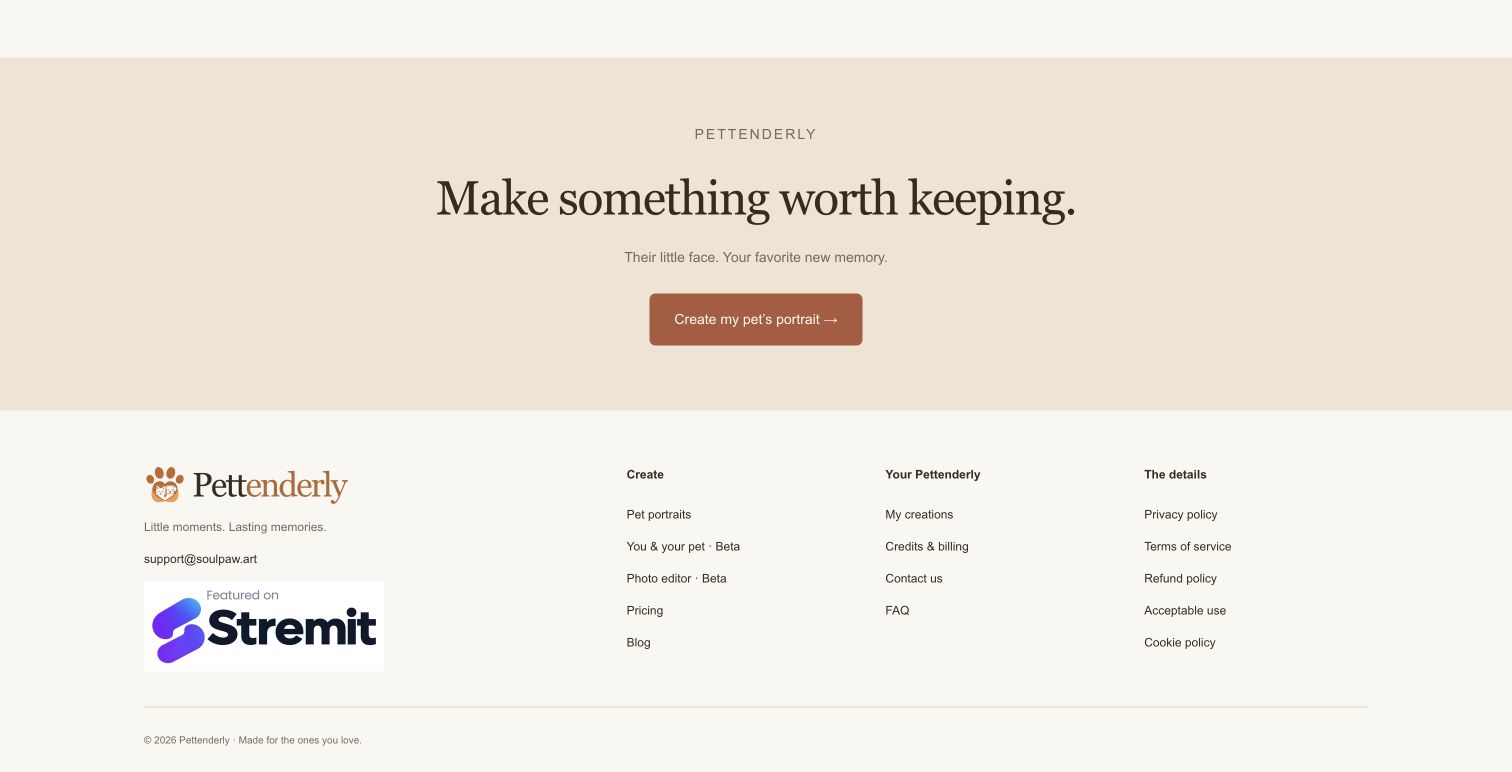 PETTENDERLY
Make something worth keeping.
Their little face. Your favorite new memory.
Create my pet’s portrait →
Pettenderly
Little moments. Lasting memories.
support@soulpaw.art
Featured on
Stremit
Create
Pet portraits
You & your pet · Beta
Photo editor · Beta
Pricing
Blog
Your Pettenderly
My creations
Credits & billing
Contact us
FAQ
The details
Privacy policy
Terms of service
Refund policy
Acceptable use
Cookie policy
© 2026 Pettenderly · Made for the ones you love.